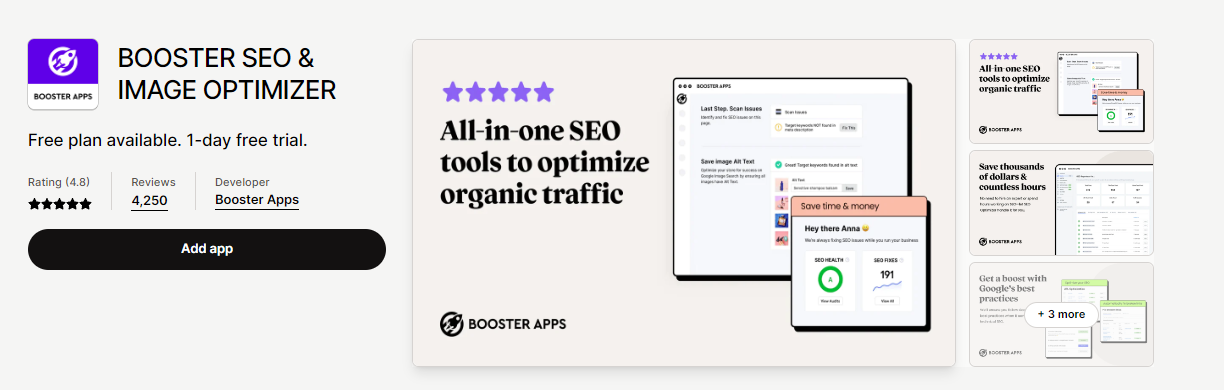 BOOSTER APPS
BOOSTER SEO &
IMAGE OPTIMIZER
Free plan available. 1-day free trial.
Rating (4.8)
Reviews
4,250
Developer
Booster Apps
Add app
All-in-one SEO
tools to optimize
organic traffic
BOOSTER APPS
BOOSTER APPS
Last Step. Scan Issues
Identify and fix SEO issues on this
page.
Scan Issues
Target keywords NOT found in
meta description
Fix This
Save image Alt Text
Optimize your store for success on
Google Image Search by ensuring all
images have Alt Text.
Great! Target keywords found in alt text
Alt Text
Save
Save time & money
Hey there Anna 😄
We're always fixing SEO issues while you run your business
SEO HEALTH
A
View Audits
SEO FIXES
191
View All
All-in-one SEO
tools to optimize
organic traffic
BOOSTER APPS
Save thousands
of dollars &
countless hours
BOOSTER APPS
Get a boost with
Google's best
practices
+ 3 more
BOOSTER APPS